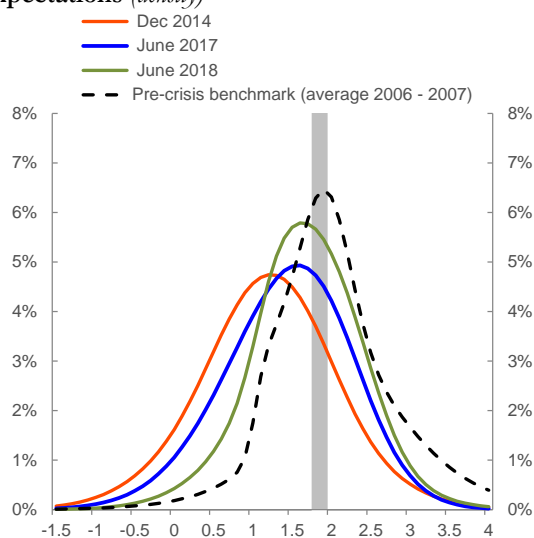 expectations (density)
Dec 2014
June 2017
June 2018
Pre-crisis benchmark (average 2006 - 2007)
8% 8%
7% 7%
6% 6%
5% 5%
4% 4%
3% 3%
2% 2%
1% 1%
0% 0%
-1.5 -1 -0.5 0 0.5 1 1.5 2 2.5 3 3.5 4